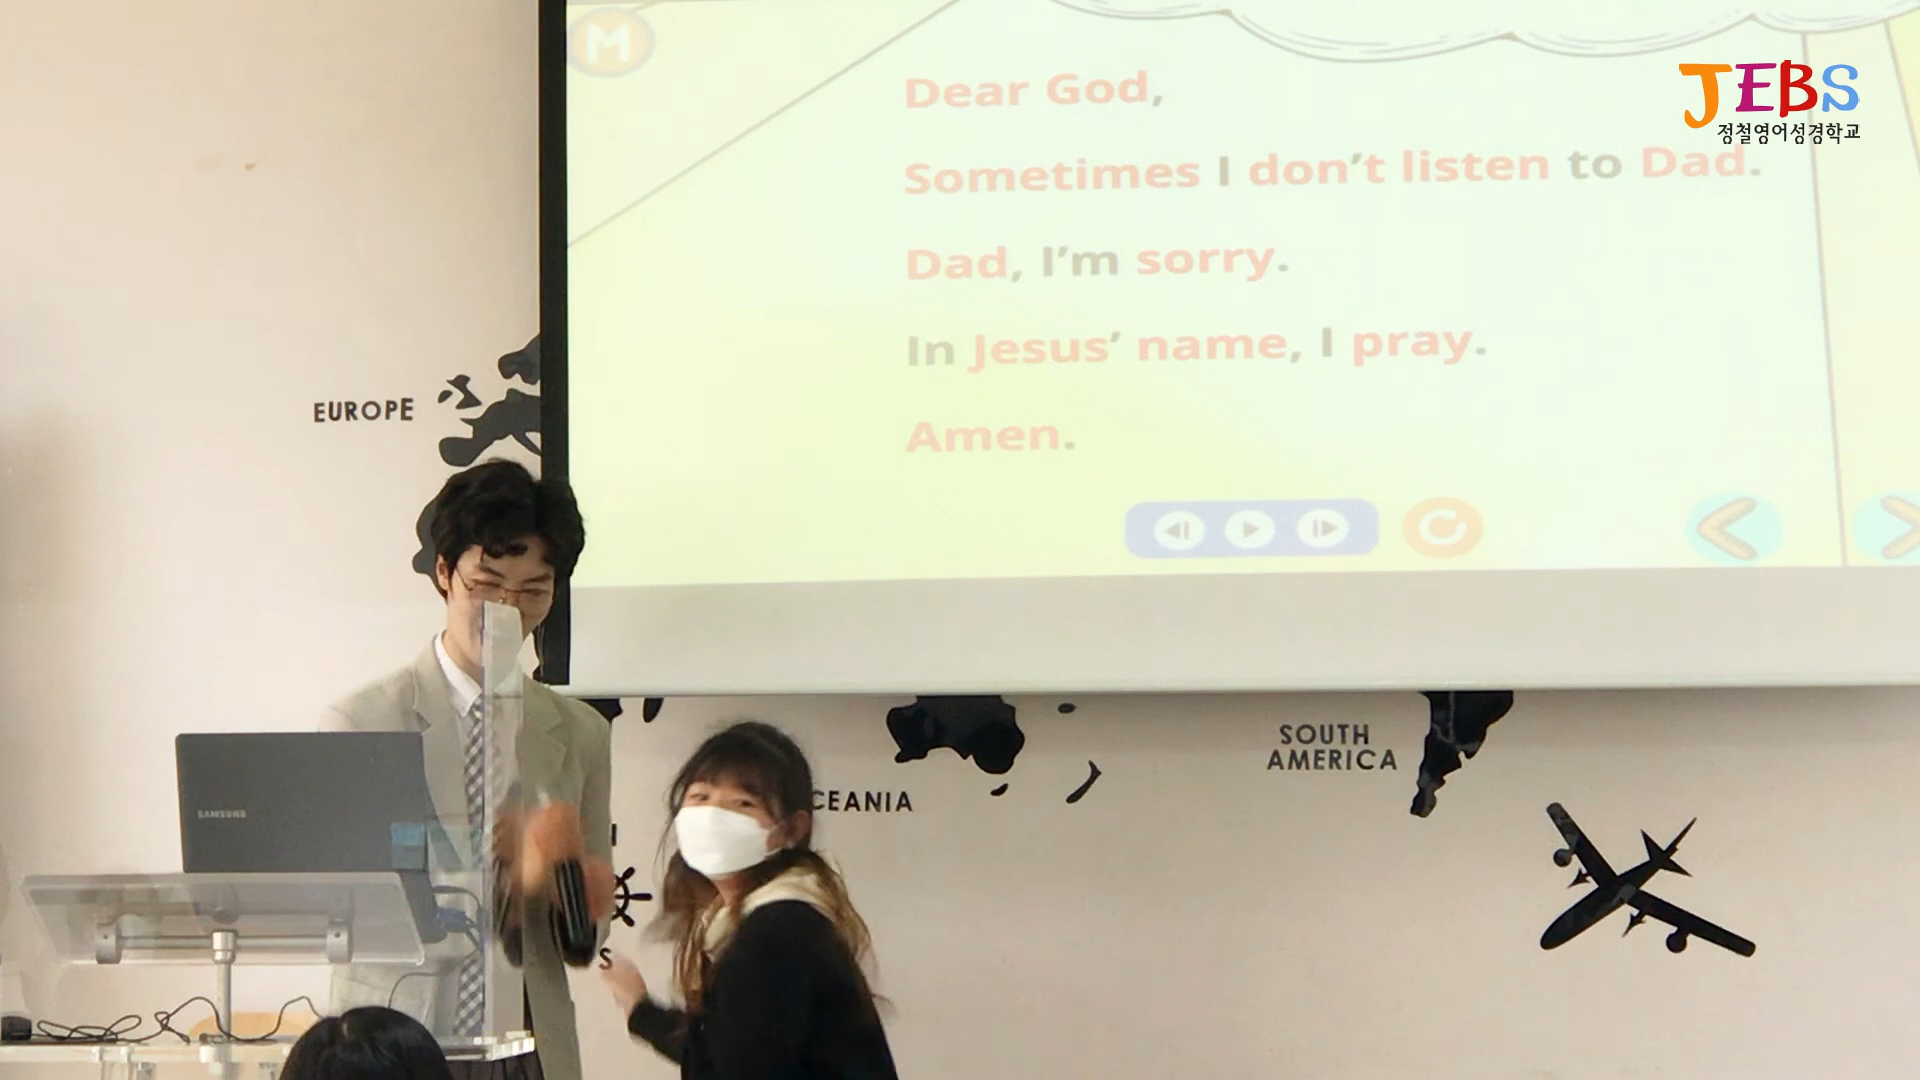 M
JEBS
정철영어성경학교
Dear God,
Sometimes I don’t listen to Dad.
Dad, I’m sorry.
In Jesus’ name, I pray.
Amen.
EUROPE
SOUTH
AMERICA
CEANIA
SAMSUNG
S